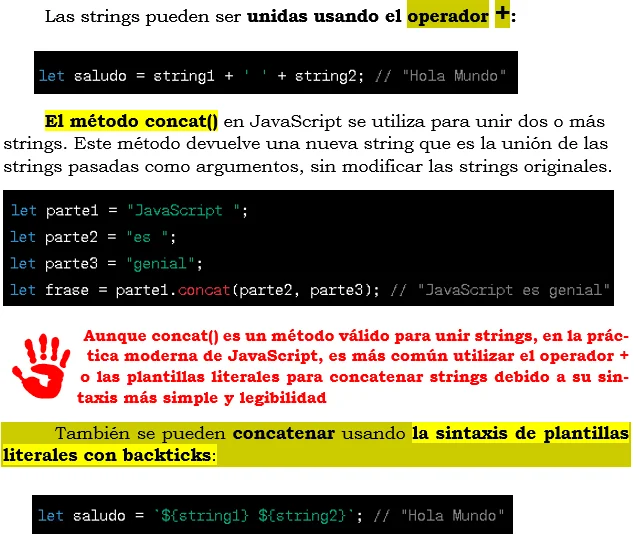 Las strings pueden ser unidas usando el operador +:
let saludo = string1 + ' ' + string2; // "Hola Mundo"
El método concat() en JavaScript se utiliza para unir dos o más
strings. Este método devuelve una nueva string que es la unión de las
strings pasadas como argumentos, sin modificar las strings originales.
let parte1 = "JavaScript ";
let parte2 = "es ";
let parte3 = "genial";
let frase = parte1.concat(parte2, parte3); // "JavaScript es genial"
Aunque concat() es un método válido para unir strings, en la prác-
tica moderna de JavaScript, es más común utilizar el operador +
o las plantillas literales para concatenar strings debido a su sin-
taxis más simple y legibilidad
También se pueden concatenar usando la sintaxis de plantillas
literales con backticks:
let saludo = `${string1} ${string2}`; // "Hola Mundo"